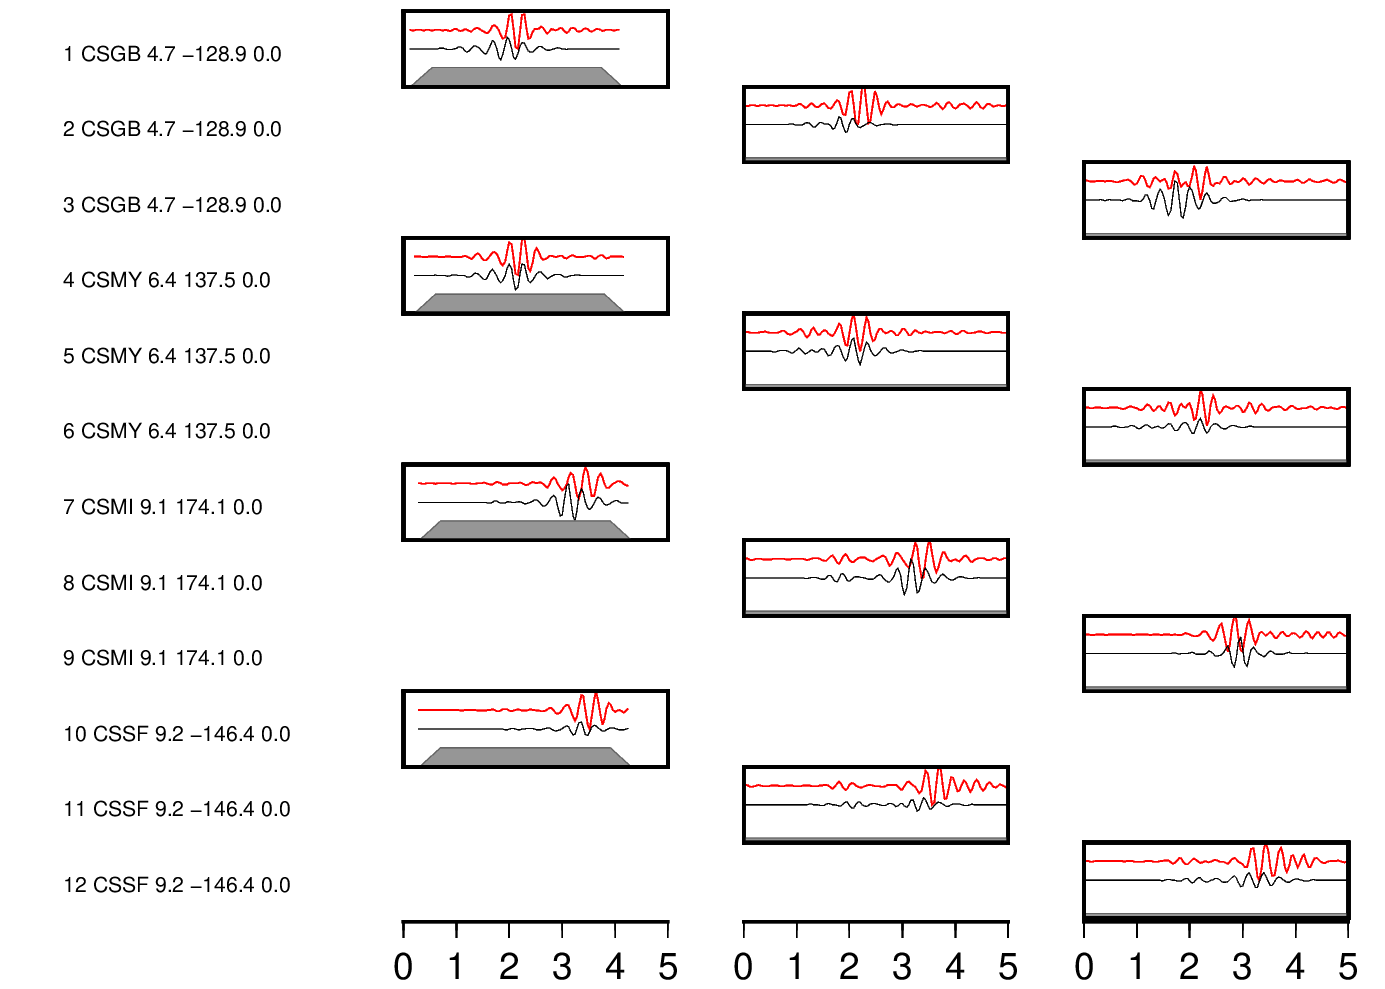 1 CSGB 4.7 −128.9 0.0
2 CSGB 4.7 −128.9 0.0
3 CSGB 4.7 −128.9 0.0
4 CSMY 6.4 137.5 0.0
5 CSMY 6.4 137.5 0.0
6 CSMY 6.4 137.5 0.0
7 CSMI 9.1 174.1 0.0
8 CSMI 9.1 174.1 0.0
9 CSMI 9.1 174.1 0.0
10 CSSF 9.2 −146.4 0.0
11 CSSF 9.2 −146.4 0.0
12 CSSF 9.2 −146.4 0.0
0 1 2 3 4 5 0 1 2 3 4 5 0 1 2 3 4 5